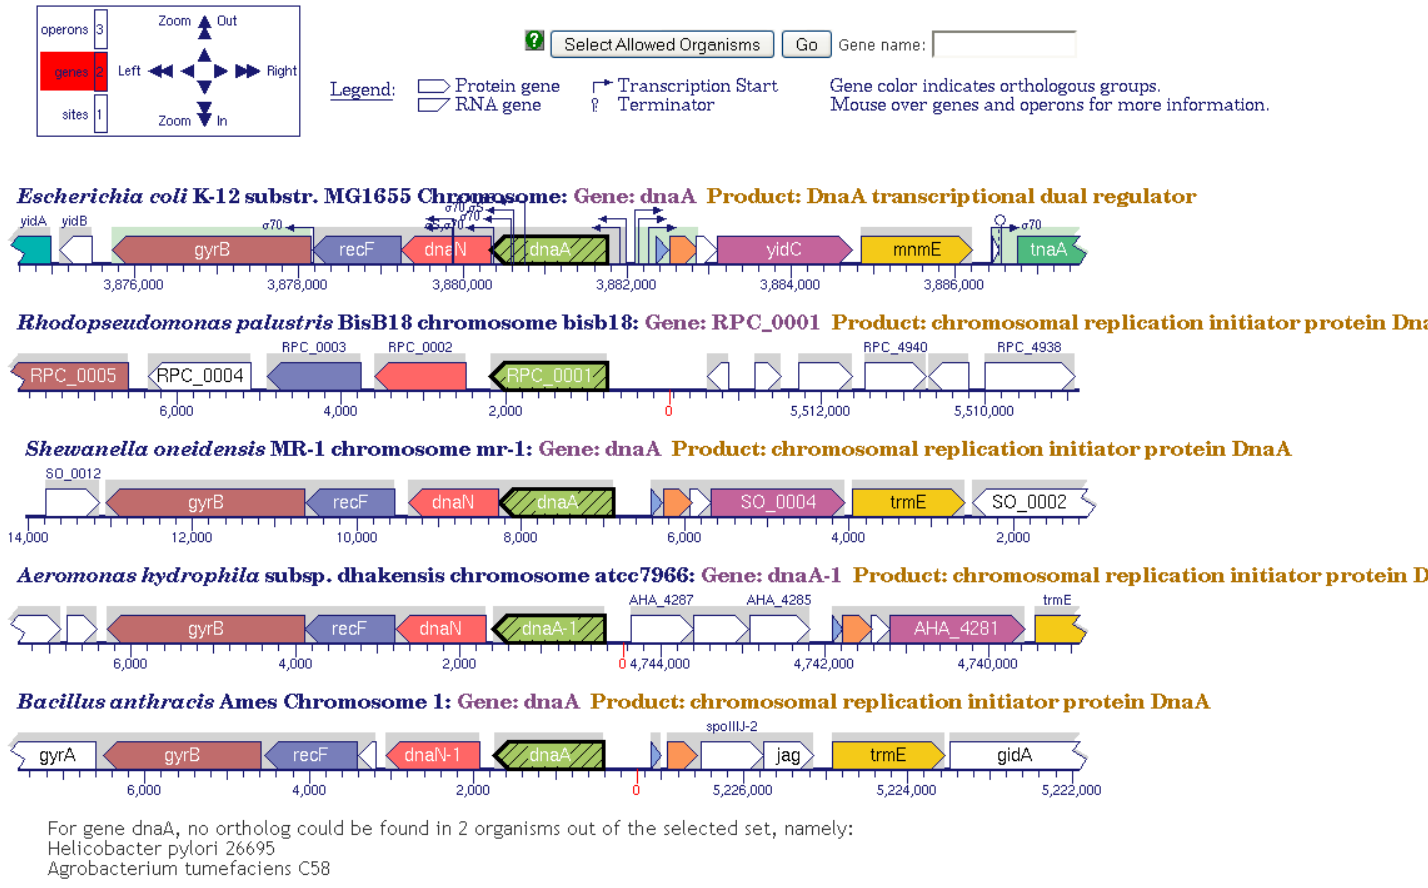 operons 3
genes 2
sites 1
Zoom Out
Left Right
Zoom In
? Select Allowed Organisms Go Gene name:
Legend: Protein gene Transcription Start Gene color indicates orthologous groups.
RNA gene Terminator Mouse over genes and operons for more information.
Escherichia coli K-12 substr. MG1655 Chromosome: Gene: dnaA Product: DnaA transcriptional dual regulator
yidA yidB σ70 σ70 σ70 σ70
gyrB recF dnaN dnaA yidC mnmE tnaA
3,876,000 3,878,000 3,880,000 3,882,000 3,884,000 3,886,000
Rhodopseudomonas palustris BisB18 chromosome bisb18: Gene: RPC_0001 Product: chromosomal replication initiator protein Dna
RPC_0003 RPC_0002 RPC_4940 RPC_4938
RPC_0005 RPC_0004 RPC_0001
6,000 4,000 2,000 0 5,512,000 5,510,000
Shewanella oneidensis MR-1 chromosome mr-1: Gene: dnaA Product: chromosomal replication initiator protein DnaA
SO_0012
gyrB recF dnaN dnaA SO_0004 trmE SO_0002
14,000 12,000 10,000 8,000 6,000 4,000 2,000
Aeromonas hydrophila subsp. dhakensis chromosome atcc7966: Gene: dnaA-1 Product: chromosomal replication initiator protein D
AHA_4287 AHA_4285 trmE
gyrB recF dnaN dnaA-1 AHA_4281
6,000 4,000 2,000 0 4,744,000 4,742,000 4,740,000
Bacillus anthracis Ames Chromosome 1: Gene: dnaA Product: chromosomal replication initiator protein DnaA
spoIIIJ-2
gyrA gyrB recF dnaN-1 dnaA jag trmE gidA
6,000 4,000 2,000 0 5,226,000 5,224,000 5,222,000
For gene dnaA, no ortholog could be found in 2 organisms out of the selected set, namely:
Helicobacter pylori 26695
Agrobacterium tumefaciens C58